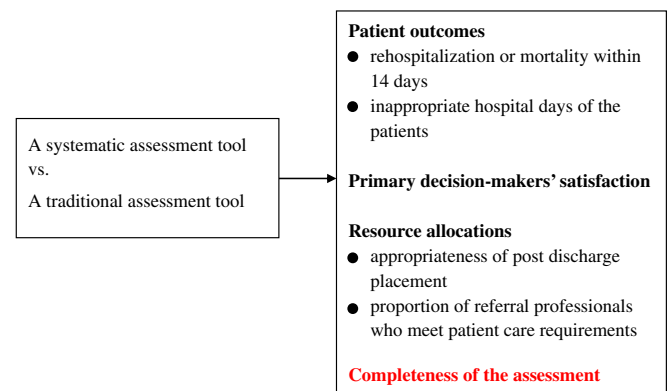 A systematic assessment tool
vs.
A traditional assessment tool
Patient outcomes
● rehospitalization or mortality within
14 days
● inappropriate hospital days of the
patients
Primary decision-makers’ satisfaction
Resource allocations
● appropriateness of post discharge
placement
● proportion of referral professionals
who meet patient care requirements
Completeness of the assessment